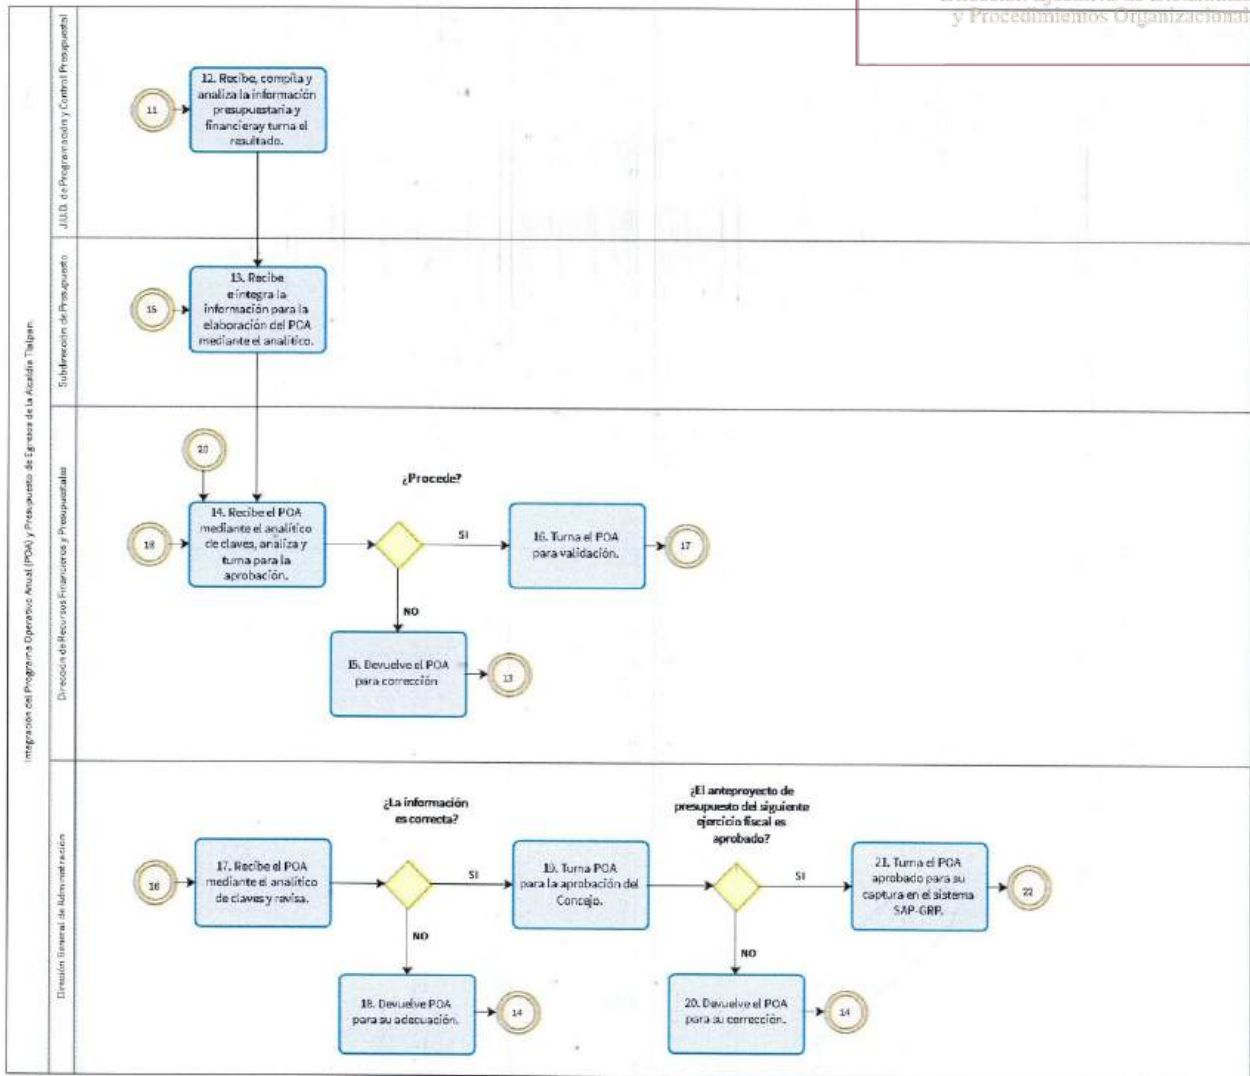 y Procedimientos Organizacional
Integración del Programa Operativo Anual (POA) y Presupuesto de Egresos de la Alcaldía Tlalpan.
J.U.D. de Programación y Control Presupuestal
11
12. Recibe, compila y
analiza la información
presupuestaria y
financieray turna el
resultado.
Subdirección de Presupuesto
15
13. Recibe
e integra la
información para la
elaboración del POA
mediante el analítico.
Dirección de Recursos Financieros y Presupuestales
20
18
14. Recibe el POA
mediante el analítico
de claves, analiza y
turna para la
aprobación.
¿Procede?
SI
16. Turna el POA
para validación.
17
NO
15. Devuelve el POA
para corrección
13
Dirección General de Administración
16
17. Recibe el POA
mediante el analítico
de claves y revisa.
¿La información
es correcta?
SI
19. Turna POA
para la aprobación del
Concejo.
¿El anteproyecto de
presupuesto del siguiente
ejercicio fiscal es
aprobado?
SI
21. Turna el POA
aprobado para su
captura en el sistema
SAP-GRP.
22
NO
18. Devuelve POA
para su adecuación.
14
NO
20. Devuelve el POA
para su corrección.
14